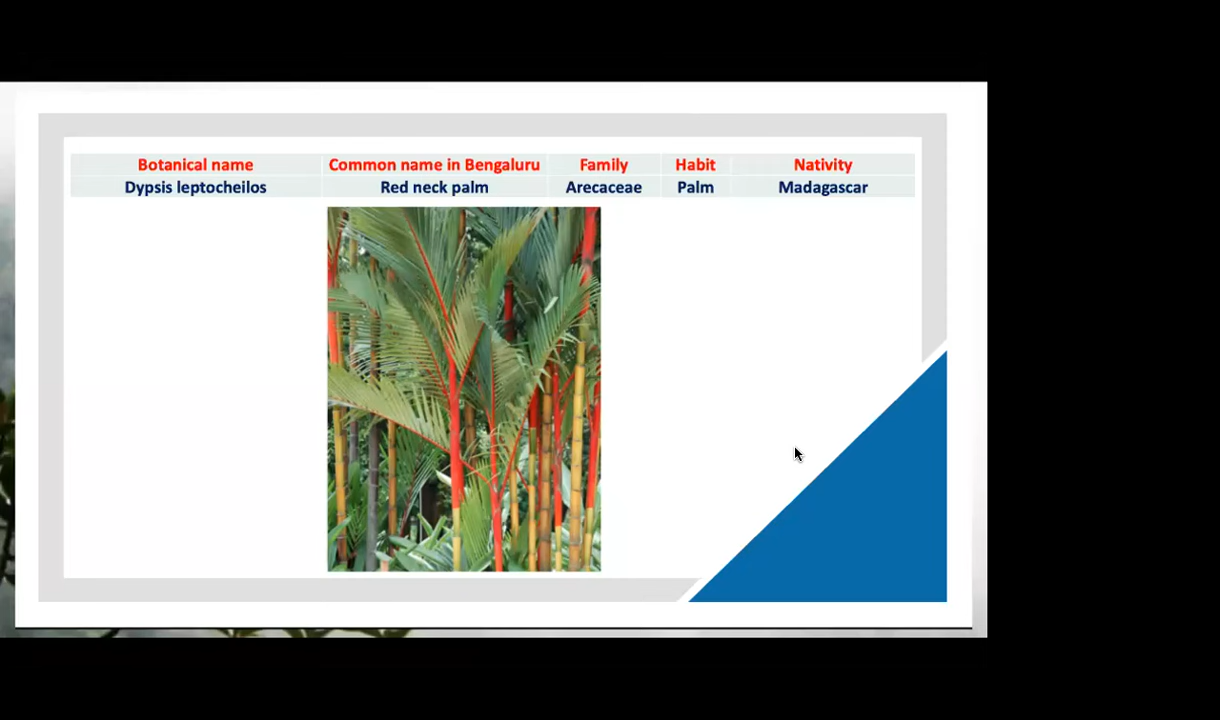 Botanical name Common name in Bengaluru Family Habit Nativity
Dypsis leptocheilos Red neck palm Arecaceae Palm Madagascar